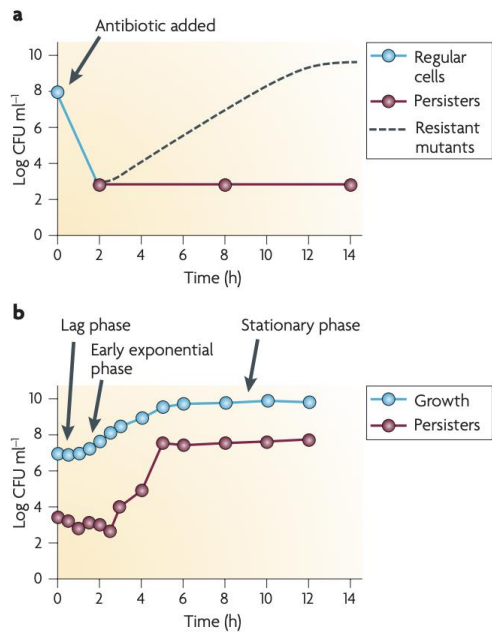 a
Antibiotic added
10
8
6
4
2
0
Log CFU ml–1
0 2 4 6 8 10 12 14
Time (h)
Regular
cells
Persisters
Resistant
mutants
b
Lag phase
Early exponential
phase
Stationary phase
10
8
6
4
2
0
Log CFU ml–1
0 2 4 6 8 10 12 14
Time (h)
Growth
Persisters